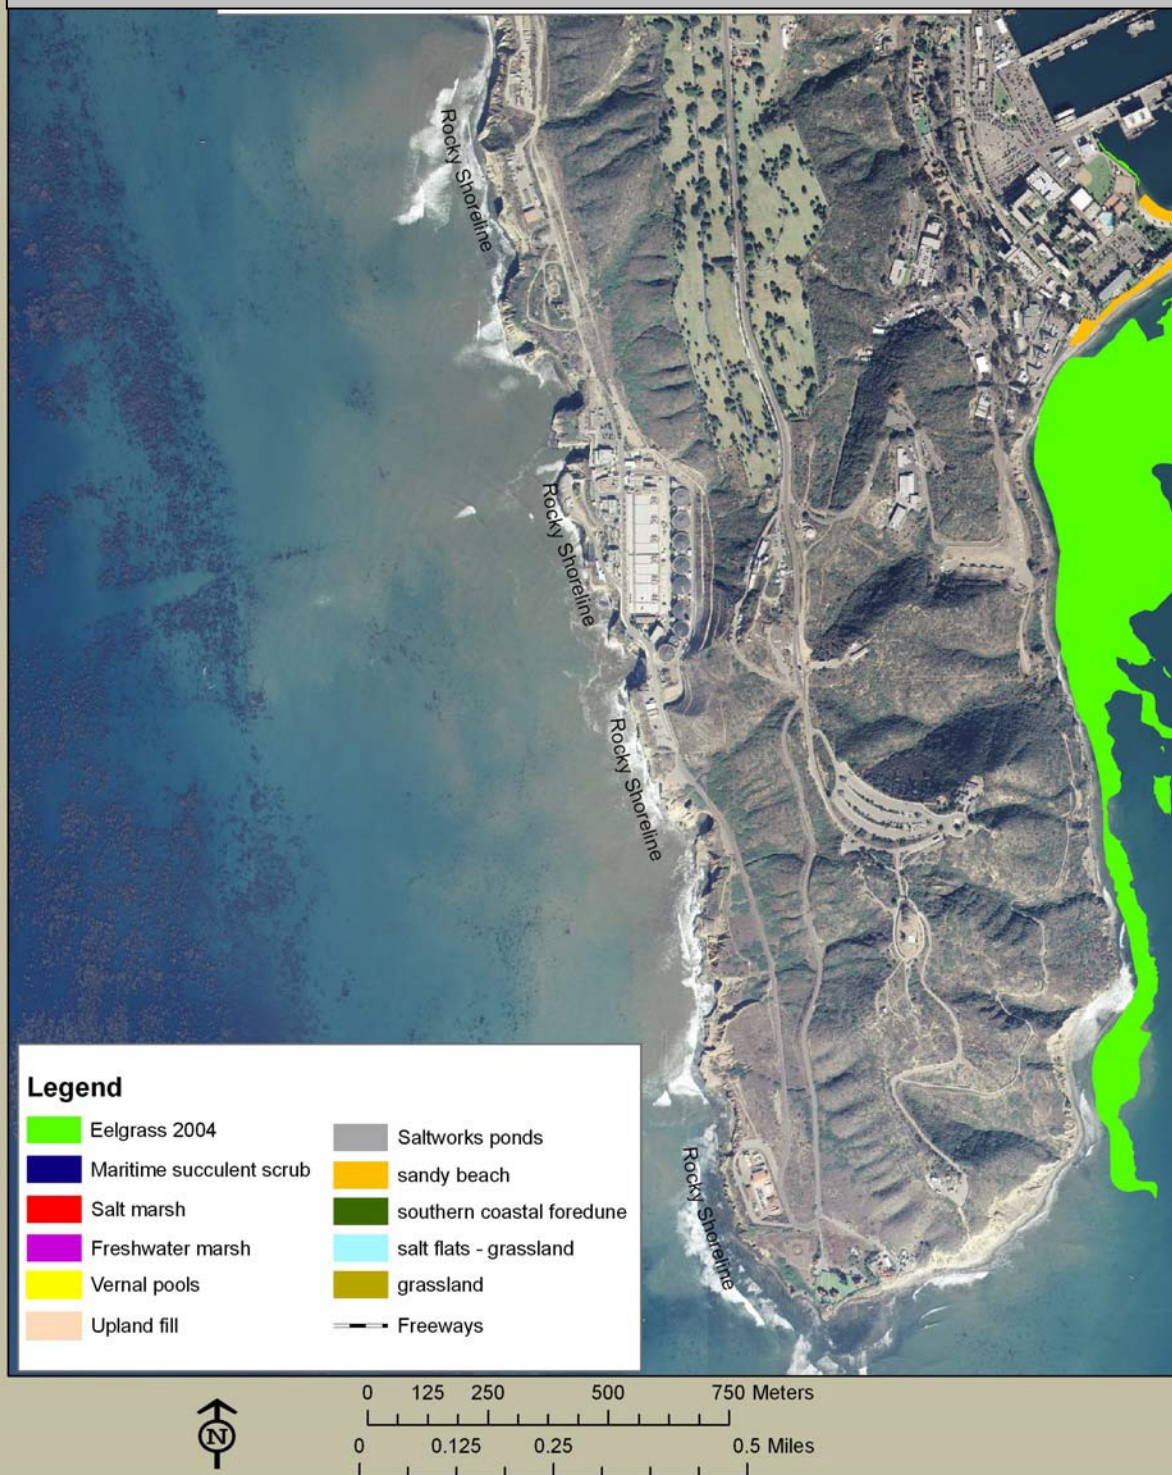 Rocky Shoreline
Rocky Shoreline
Rocky Shoreline
Rocky Shoreline
Legend
Eelgrass 2004
Maritime succulent scrub
Salt marsh
Freshwater marsh
Vernal pools
Upland fill
Saltworks ponds
sandy beach
southern coastal foredune
salt flats - grassland
grassland
Freeways
N
0 125 250 500 750 Meters
0 0.125 0.25 0.5 Miles